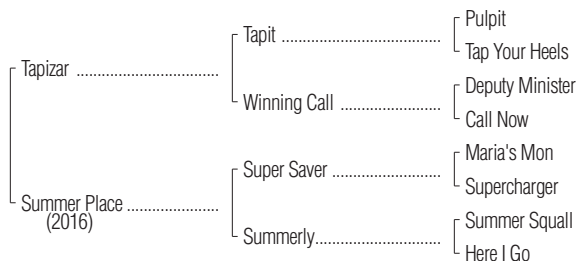 Pulpit
Tapit ........................................
Tap Your Heels
Tapizar ....................................
Deputy Minister
Winning Call .........................
Call Now
Maria's Mon
Super Saver ...........................
Supercharger
Summer Place .......................
(2016)
Summer Squall
Summerly................................
Here I Go